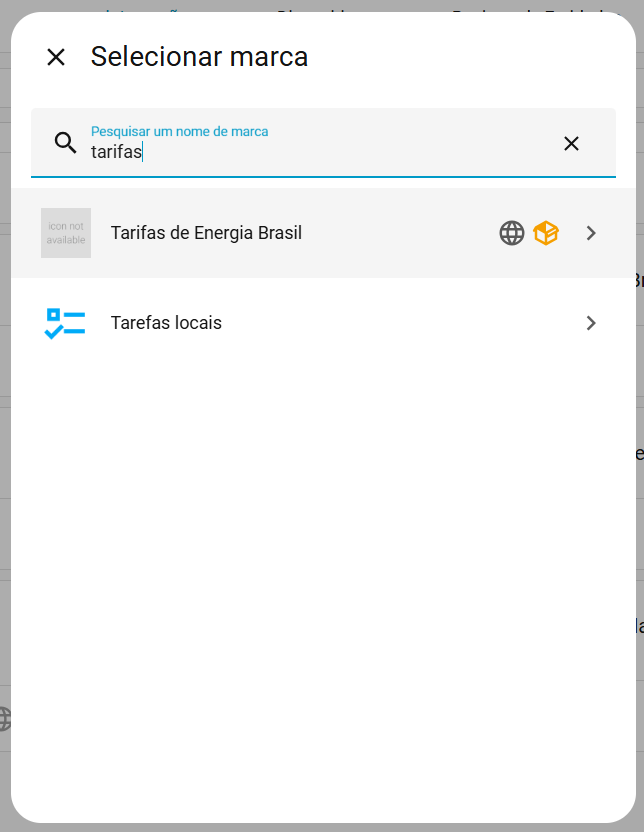 Selecionar marca
Pesquisar um nome de marca
tarifas
icon not
available
Tarifas de Energia Brasil
Tarefas locais